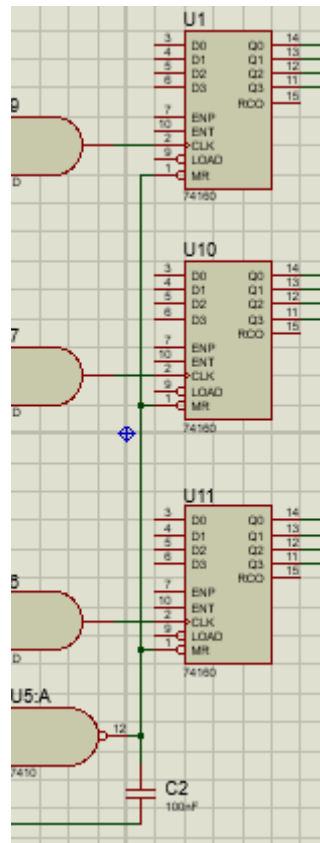 U1
3 D0 Q0 14
4 D1 Q1 13
5 D2 Q2 12
6 D3 Q3 11
RCO 15
9
7 ENP
10 ENT
2 CLK
9 LOAD
1 MR
D
74160
U10
3 D0 Q0 14
4 D1 Q1 13
5 D2 Q2 12
6 D3 Q3 11
RCO 15
7
7 ENP
10 ENT
2 CLK
9 LOAD
1 MR
D
74160
U11
3 D0 Q0 14
4 D1 Q1 13
5 D2 Q2 12
6 D3 Q3 11
RCO 15
7 ENP
10 ENT
2 CLK
9 LOAD
1 MR
D
74160
U5:A
12
7410
C2
100nF